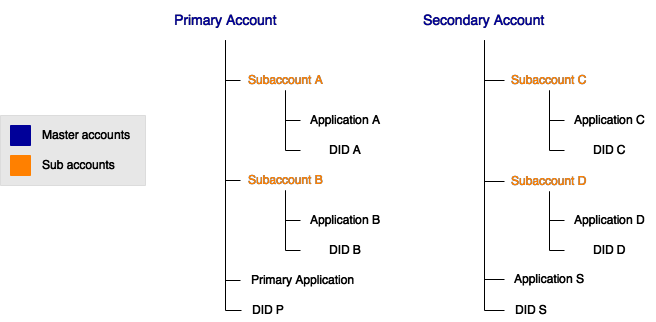 Primary Account
Secondary Account
Subaccount A
Subaccount C
Application A
Application C
Master accounts
DID A
DID C
Sub accounts
Subaccount B
Subaccount D
Application B
Application D
DID B
DID D
Primary Application
Application S
DID P
DID S